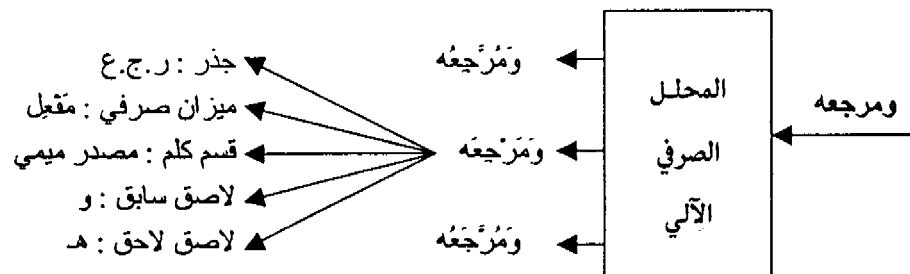 ومرجعه
المحلل
الصرفي
الآلي
وَمُرَّجِعُه
وَمَرْجِعَه
وَمُرَّجَعُه
جذر : ر.ج.ع
ميزان صرفي : مَفْعِل
قسم كلم : مصدر ميمي
لاصق سابق : و
لاصق لاحق : هـ